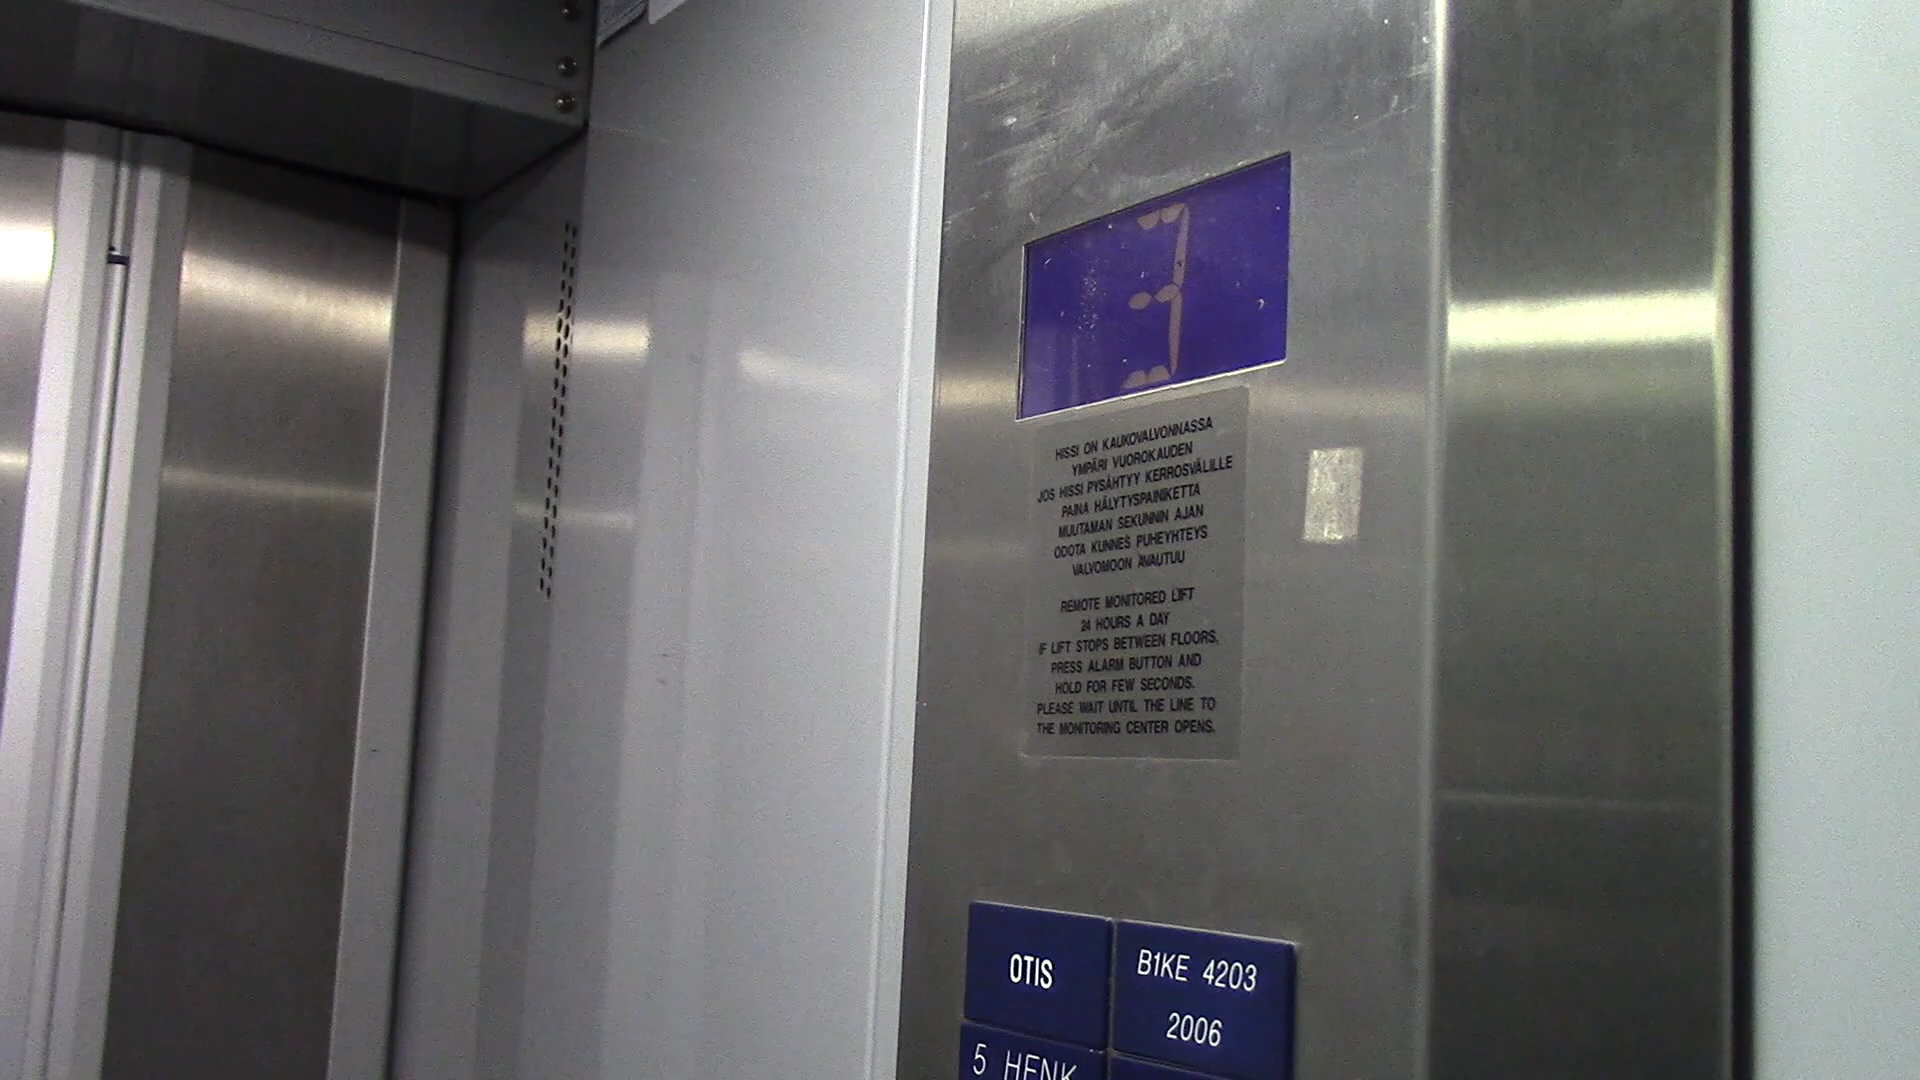 3
HISSI ON KAUKOVALVONNASSA
YMPÄRI VUOROKAUDEN
JOS HISSI PYSÄHTYY KERROSVÄLILLE
PAINA HÄLYTYSPAINIKETTA
MUUTAMAN SEKUNNIN AJAN
ODOTA KUNNES PUHEYHTEYS
VALVOMOON AVAUTUU
REMOTE MONITORED LIFT
24 HOURS A DAY
IF LIFT STOPS BETWEEN FLOORS,
PRESS ALARM BUTTON AND
HOLD FOR FEW SECONDS.
PLEASE WAIT UNTIL THE LINE TO
THE MONITORING CENTER OPENS.
OTIS
B1KE 4203
2006
5 HENK